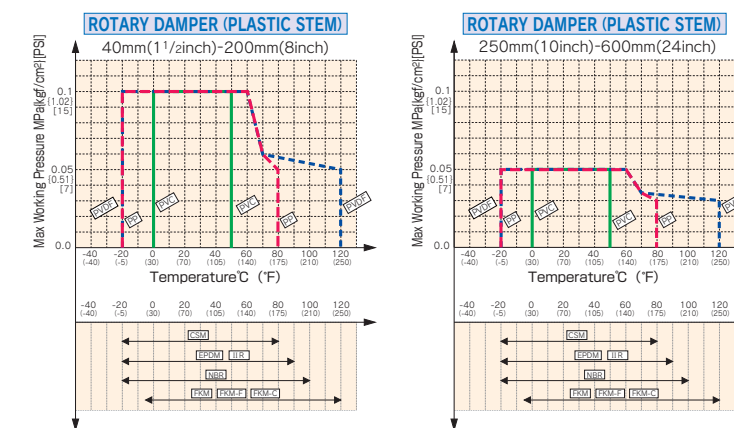 ROTARY DAMPER (PLASTIC STEM)
40mm(1 1/2inch)-200mm(8inch)
Max Working Pressure MPa{kgf/cm²}[PSI]
0.1
{1.02}
[15]
0.05
{0.51}
[7]
0.0
PVDF
PP
PVC
PVC
PP
PVDF
-40 -20 0 20 40 60 80 100 120
(-40) (-5) (30) (70) (105) (140) (175) (210) (250)
Temperature℃ (°F)
-40 -20 0 20 40 60 80 100 120
(-40) (-5) (30) (70) (105) (140) (175) (210) (250)
CSM
EPDM IIR
NBR
FKM FKM-F FKM-C
ROTARY DAMPER (PLASTIC STEM)
250mm(10inch)-600mm(24inch)
Max Working Pressure MPa{kgf/cm²}[PSI]
0.1
{1.02}
[15]
0.05
{0.51}
[7]
0.0
PVDF
PP
PVC
PVC
PP
-40 -20 0 20 40 60 80 100 120
(-40) (-5) (30) (70) (105) (140) (175) (210) (250)
Temperature℃ (°F)
-40 -20 0 20 40 60 80 100 120
(-40) (-5) (30) (70) (105) (140) (175) (210) (250)
CSM
EPDM IIR
NBR
FKM FKM-F FKM-C